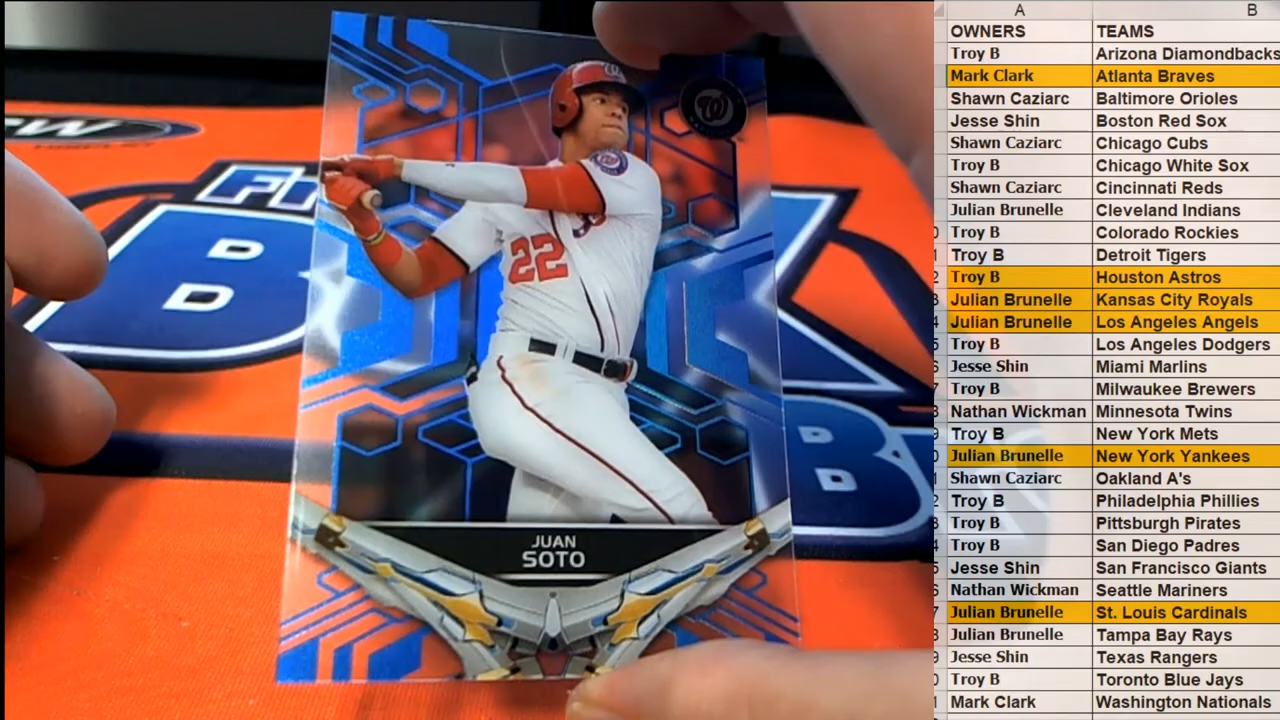 FR
B
D
D
B
D
W
22
JUAN
SOTO
A B
OWNERS TEAMS
Troy B Arizona Diamondbacks
Mark Clark Atlanta Braves
Shawn Caziarc Baltimore Orioles
Jesse Shin Boston Red Sox
Shawn Caziarc Chicago Cubs
Troy B Chicago White Sox
Shawn Caziarc Cincinnati Reds
Julian Brunelle Cleveland Indians
Troy B Colorado Rockies
Troy B Detroit Tigers
Troy B Houston Astros
Julian Brunelle Kansas City Royals
Julian Brunelle Los Angeles Angels
Troy B Los Angeles Dodgers
Jesse Shin Miami Marlins
Troy B Milwaukee Brewers
Nathan Wickman Minnesota Twins
Troy B New York Mets
Julian Brunelle New York Yankees
Shawn Caziarc Oakland A's
Troy B Philadelphia Phillies
Troy B Pittsburgh Pirates
Troy B San Diego Padres
Jesse Shin San Francisco Giants
Nathan Wickman Seattle Mariners
Julian Brunelle St. Louis Cardinals
Julian Brunelle Tampa Bay Rays
Jesse Shin Texas Rangers
Troy B Toronto Blue Jays
Mark Clark Washington Nationals